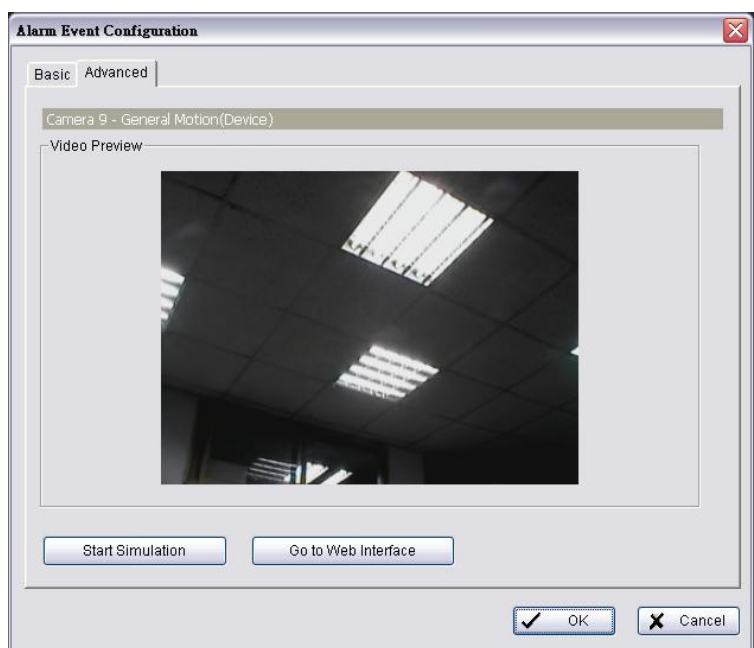 Alarm Event Configuration
Basic Advanced
Camera 9 - General Motion(Device)
Video Preview
Start Simulation Go to Web Interface
OK Cancel